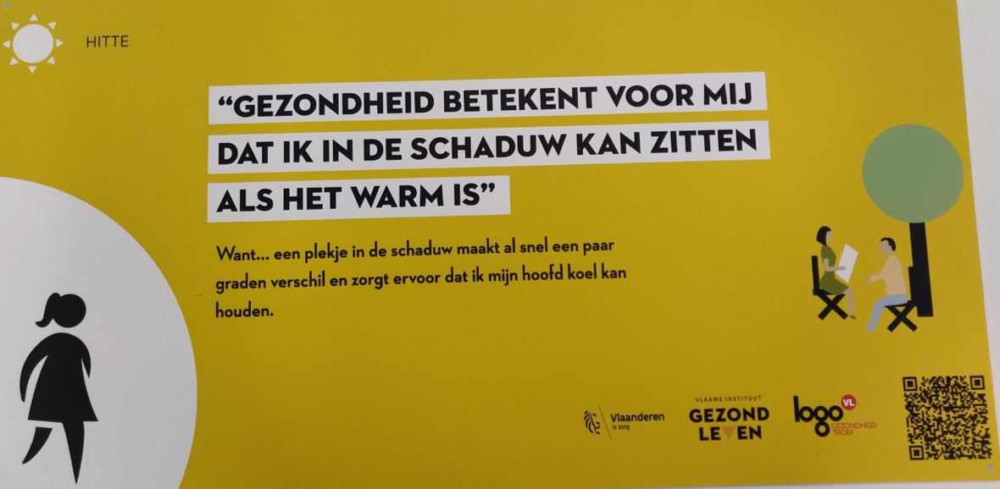 HITTE
“GEZONDHEID BETEKENT VOOR MIJ
DAT IK IN DE SCHADUW KAN ZITTEN
ALS HET WARM IS”
Want... een plekje in de schaduw maakt al snel een paar
graden verschil en zorgt ervoor dat ik mijn hoofd koel kan
houden.
Vlaanderen
is zorg
VLAAMS INSTITUUT
GEZOND
LEVEN
logo VL
GEZONDHEID
TROEF